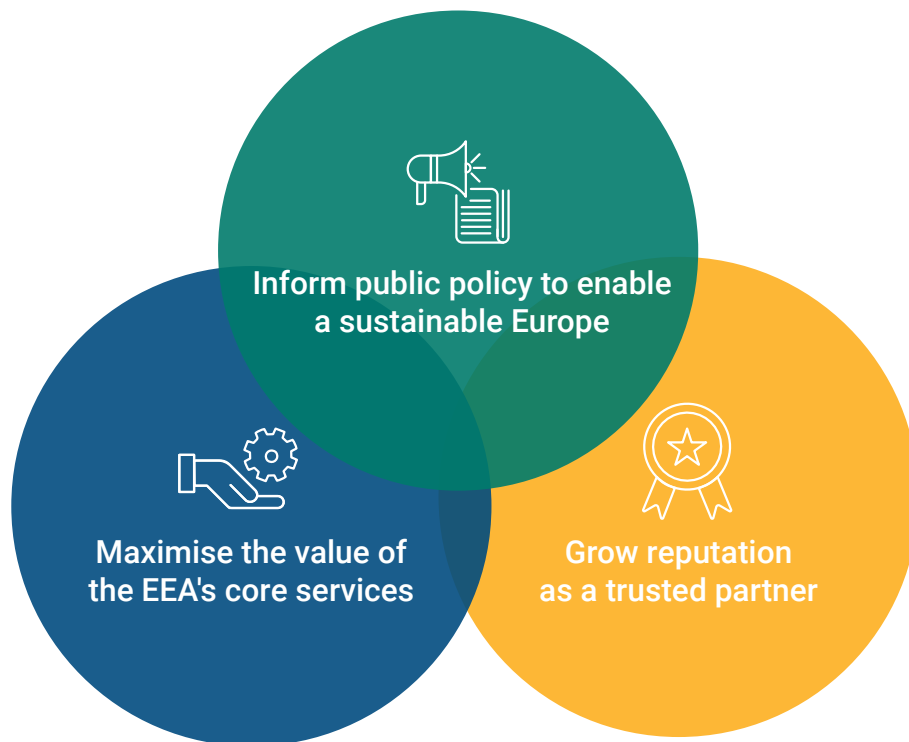 Inform public policy to enable
a sustainable Europe
Maximise the value of
the EEA's core services
Grow reputation
as a trusted partner